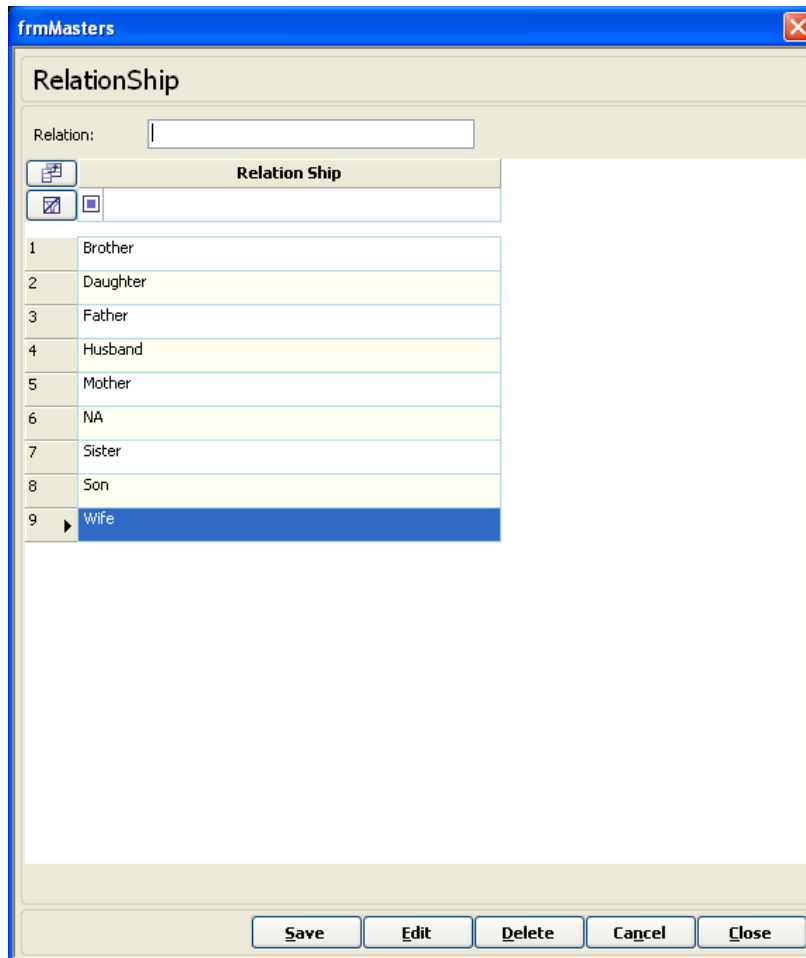 frmMasters
RelationShip
Relation:
Relation Ship
1 Brother
2 Daughter
3 Father
4 Husband
5 Mother
6 NA
7 Sister
8 Son
9 Wife
Save Edit Delete Cancel Close